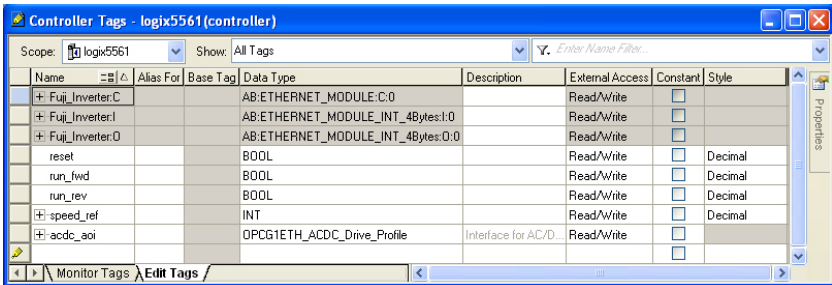 Controller Tags - logix5561(controller)
Scope: logix5561 Show: All Tags Enter Name Filter...
Name Alias For Base Tag Data Type Description External Access Constant Style
Fuji_Inverter:C AB:ETHERNET_MODULE:C:0 Read/Write
Fuji_Inverter:I AB:ETHERNET_MODULE_INT_4Bytes:I:0 Read/Write
Fuji_Inverter:O AB:ETHERNET_MODULE_INT_4Bytes:O:0 Read/Write
reset BOOL Read/Write Decimal
run_fwd BOOL Read/Write Decimal
run_rev BOOL Read/Write Decimal
speed_ref INT Read/Write Decimal
acdc_aoi OPCG1ETH_ACDC_Drive_Profile Interface for AC/D... Read/Write
Monitor Tags Edit Tags
Properties